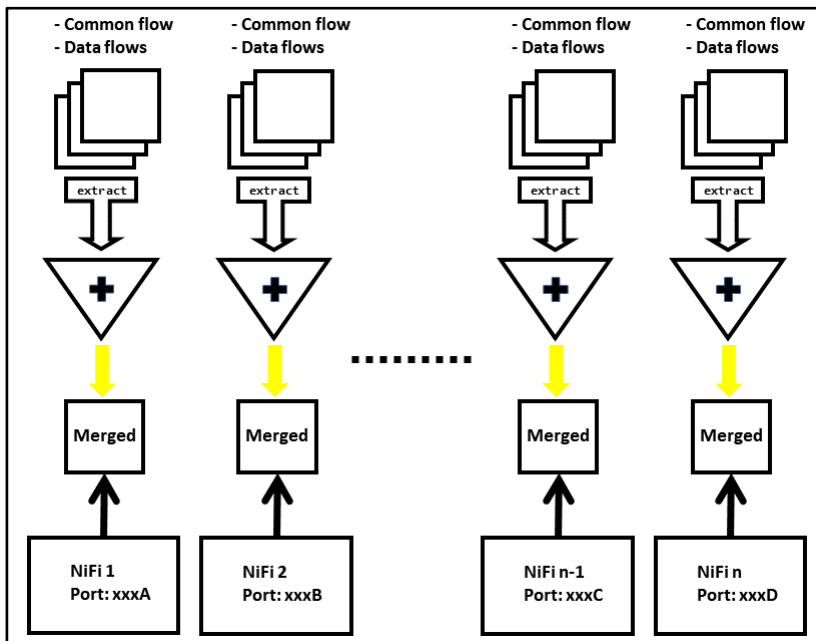 - Common flow
- Data flows
- Common flow
- Data flows
- Common flow
- Data flows
- Common flow
- Data flows
extract
extract
extract
extract
Merged
Merged
Merged
Merged
NiFi 1
Port: xxxA
NiFi 2
Port: xxxB
NiFi n-1
Port: xxxC
NiFi n
Port: xxxD